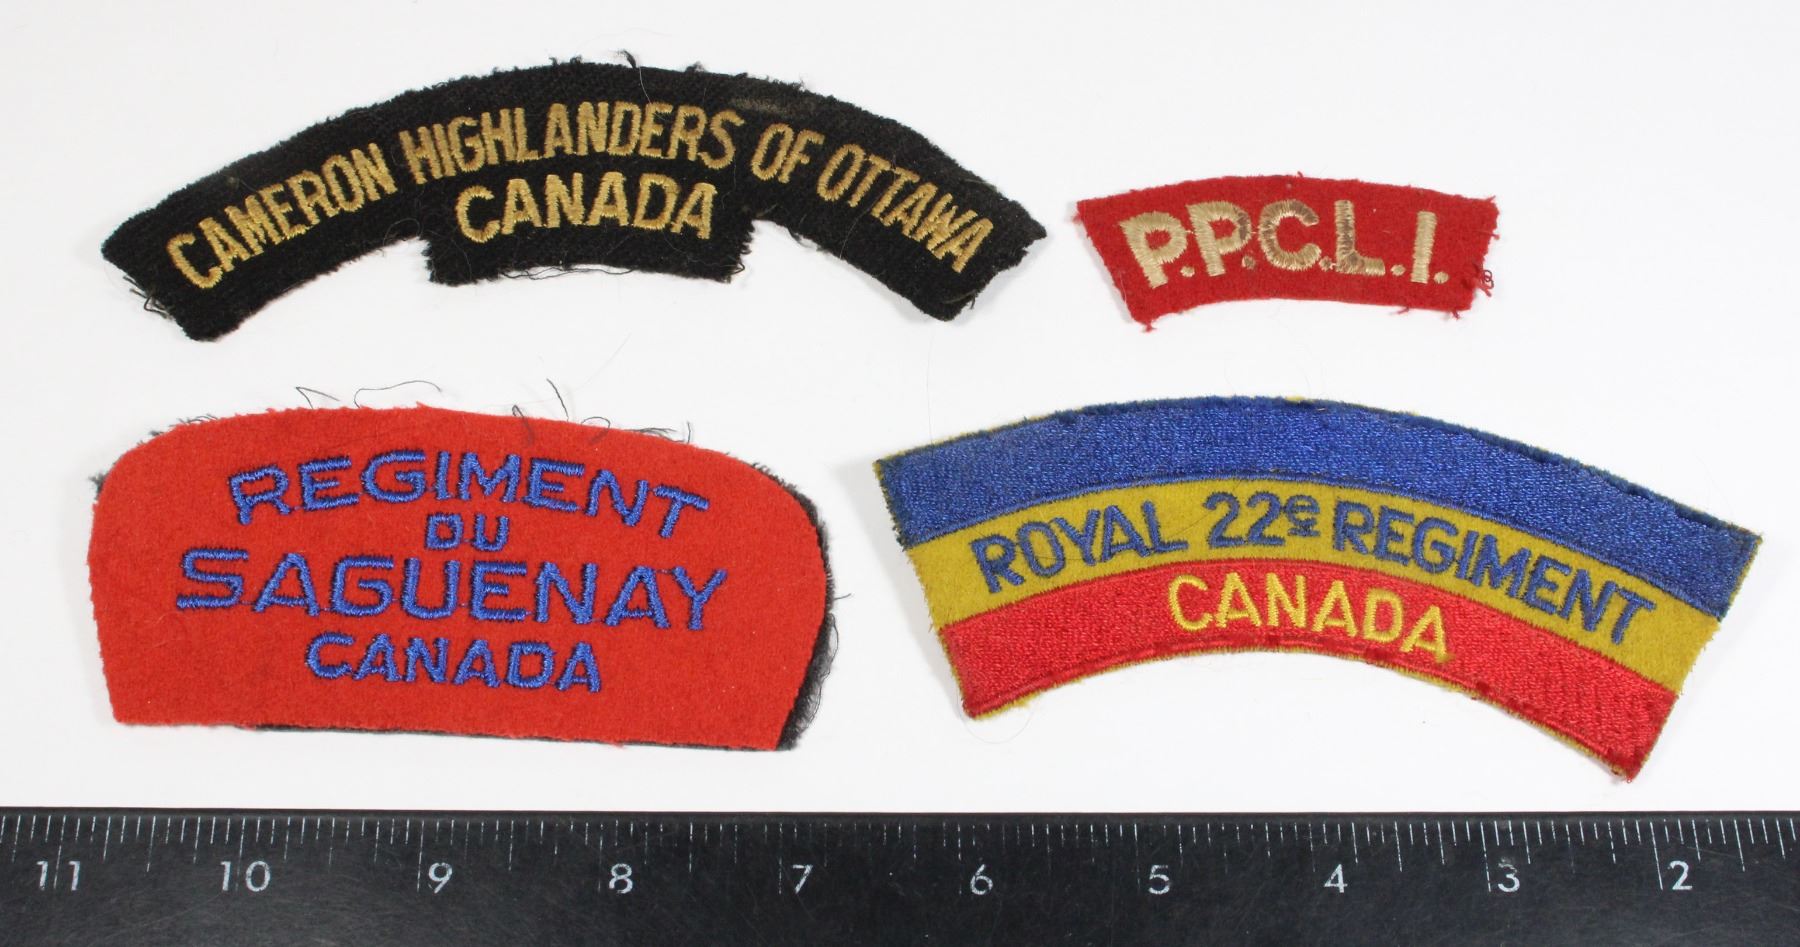 CAMERON HIGHLANDERS OF OTTAWA
CANADA
P.P.C.L.I.
REGIMENT
DU
SAGUENAY
CANADA
ROYAL 22e REGIMENT
CANADA
11 10 9 8 7 6 5 4 3 2